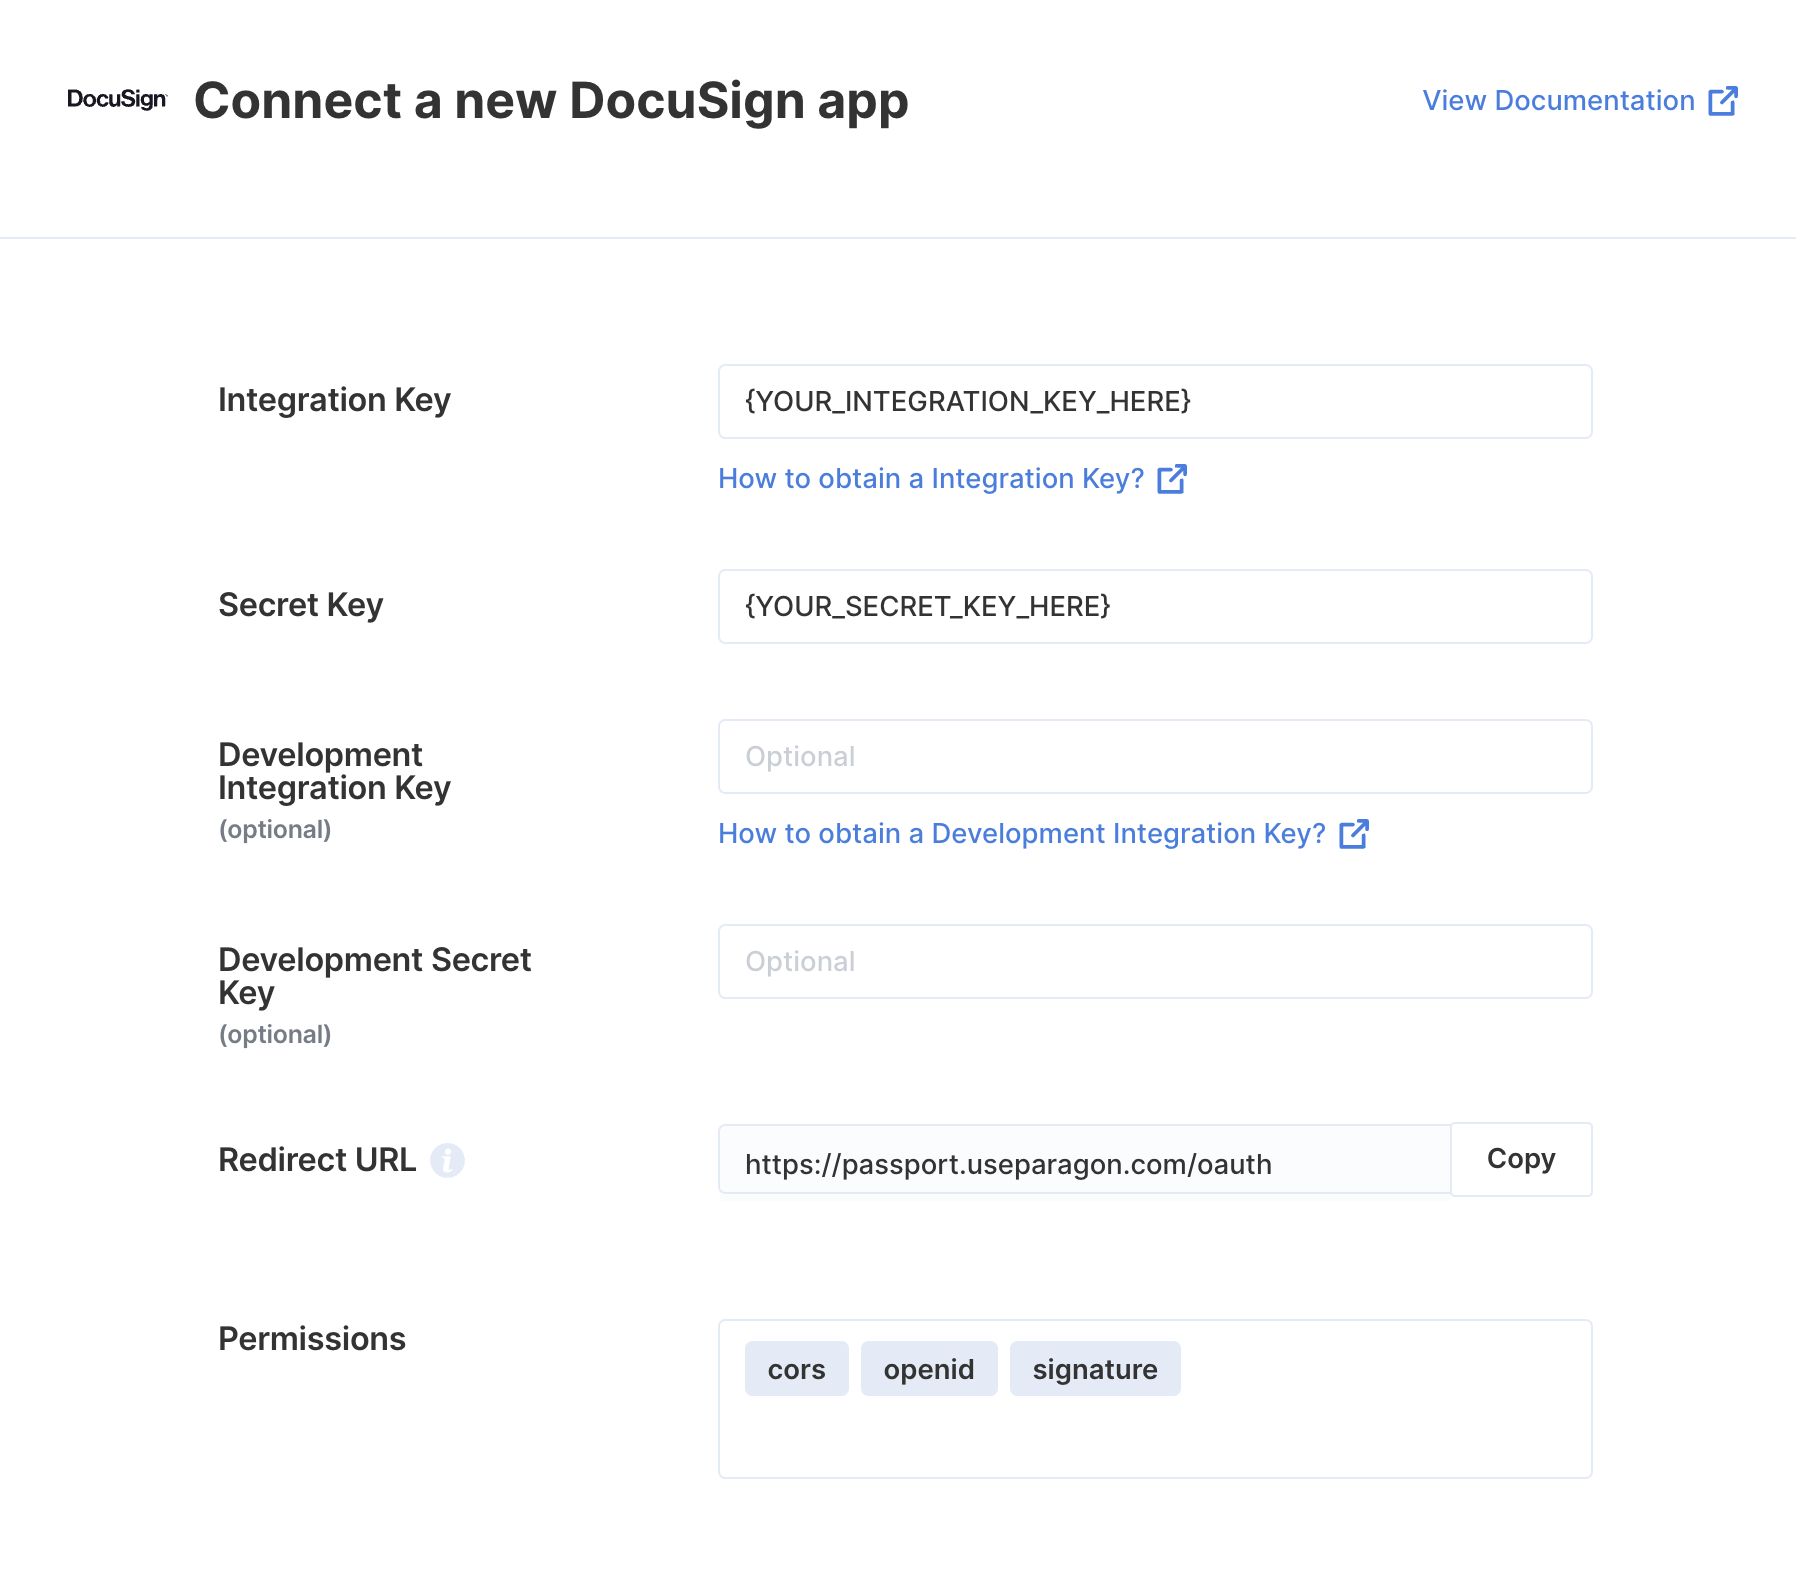 DocuSign Connect a new DocuSign app View Documentation
Integration Key {YOUR_INTEGRATION_KEY_HERE}
How to obtain a Integration Key?
Secret Key {YOUR_SECRET_KEY_HERE}
Development
Integration Key
(optional)
Optional
How to obtain a Development Integration Key?
Development Secret
Key
(optional)
Optional
Redirect URL i https://passport.useparagon.com/oauth Copy
Permissions
cors openid signature